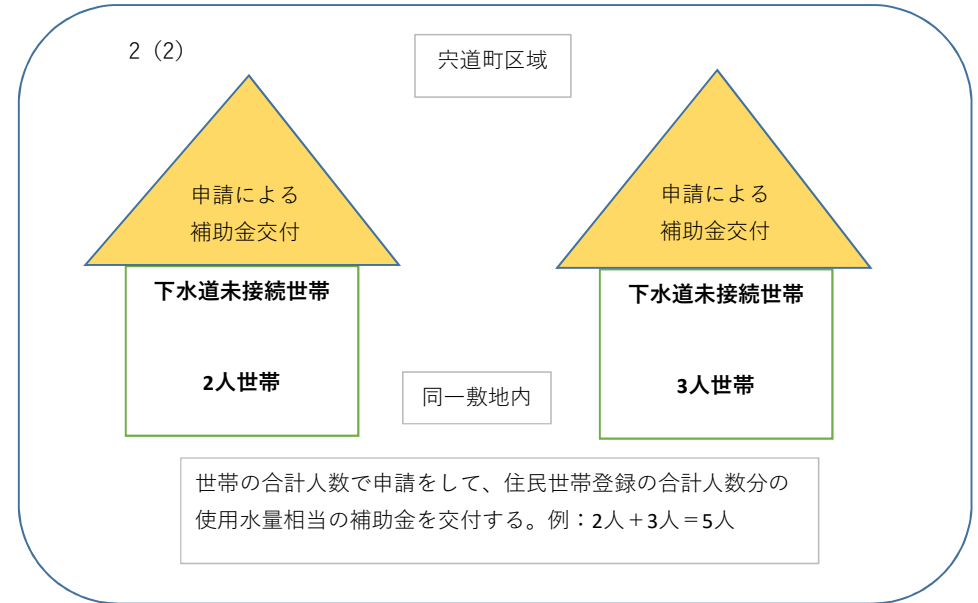 2（2）
宍道町区域
申請による
補助金交付
下水道未接続世帯
2人世帯
申請による
補助金交付
下水道未接続世帯
3人世帯
同一敷地内
世帯の合計人数で申請をして、住民世帯登録の合計人数分の
使用水量相当の補助金を交付する。例：2人＋3人＝5人